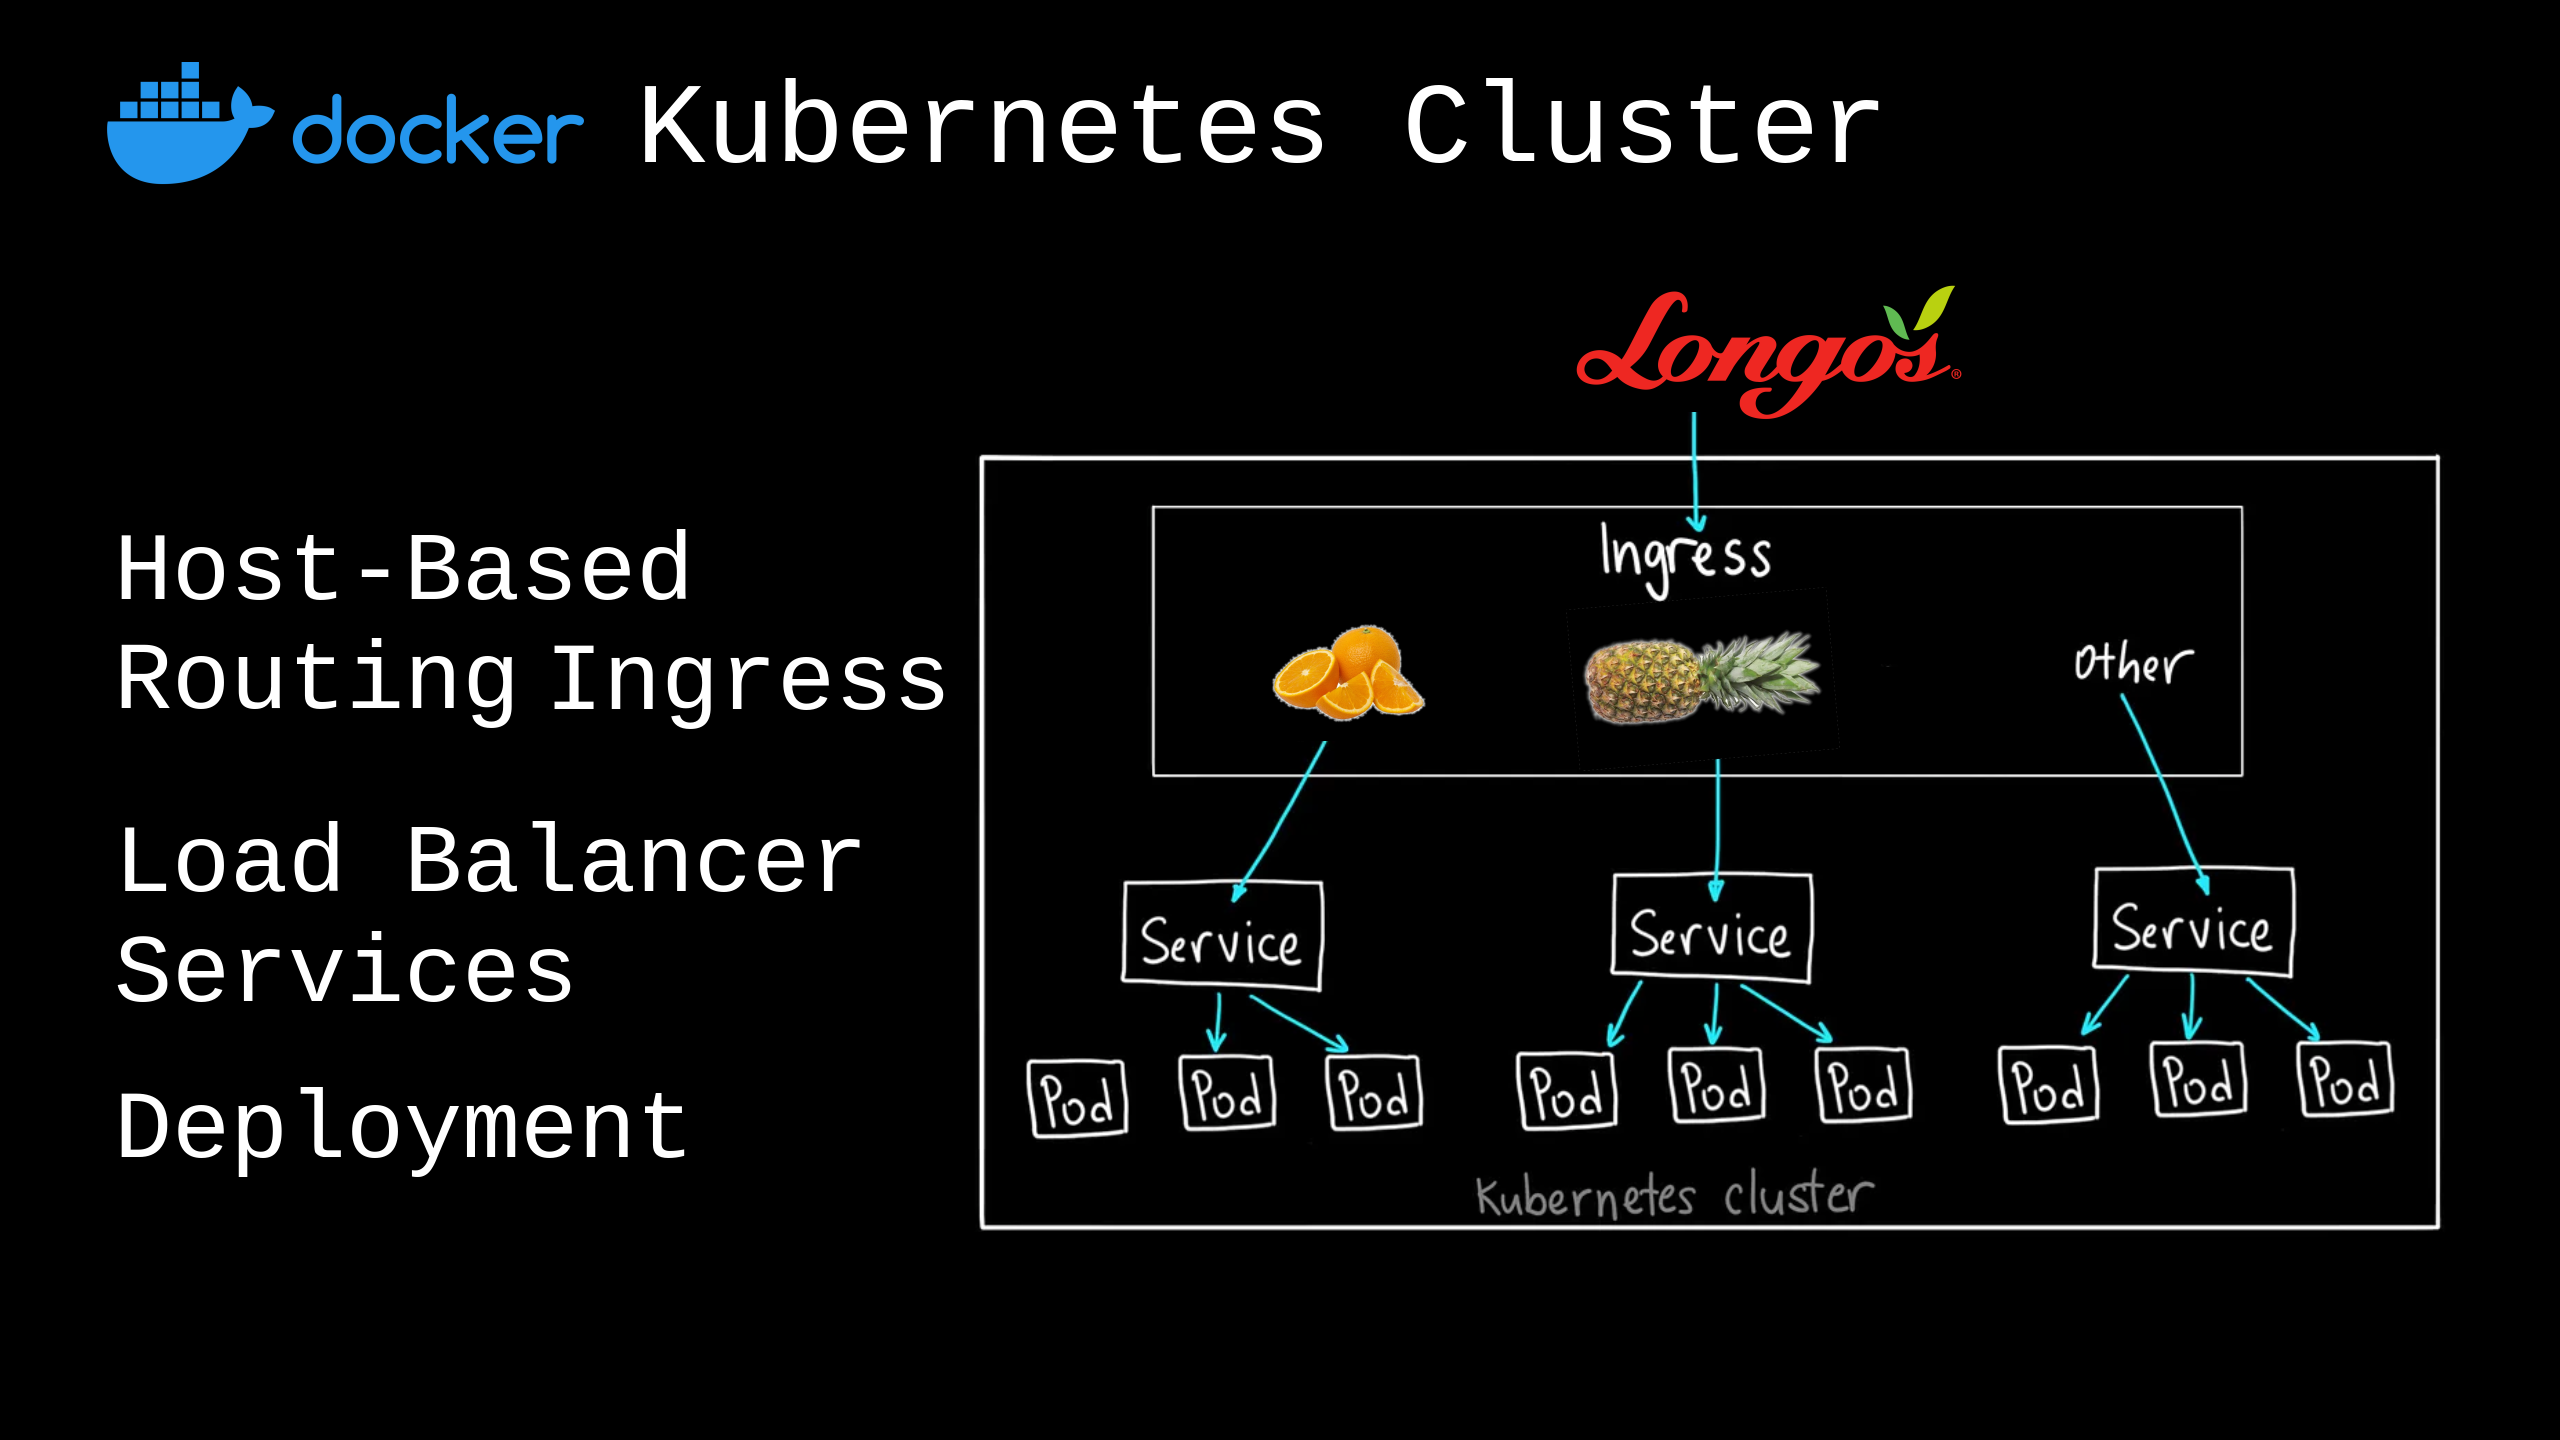 docker Kubernetes Cluster
Longo's®
Host-Based
Routing Ingress
Load Balancer
Services
Deployment
Ingress
other
Service Service Service
Pod Pod Pod Pod Pod Pod Pod Pod Pod
Kubernetes cluster